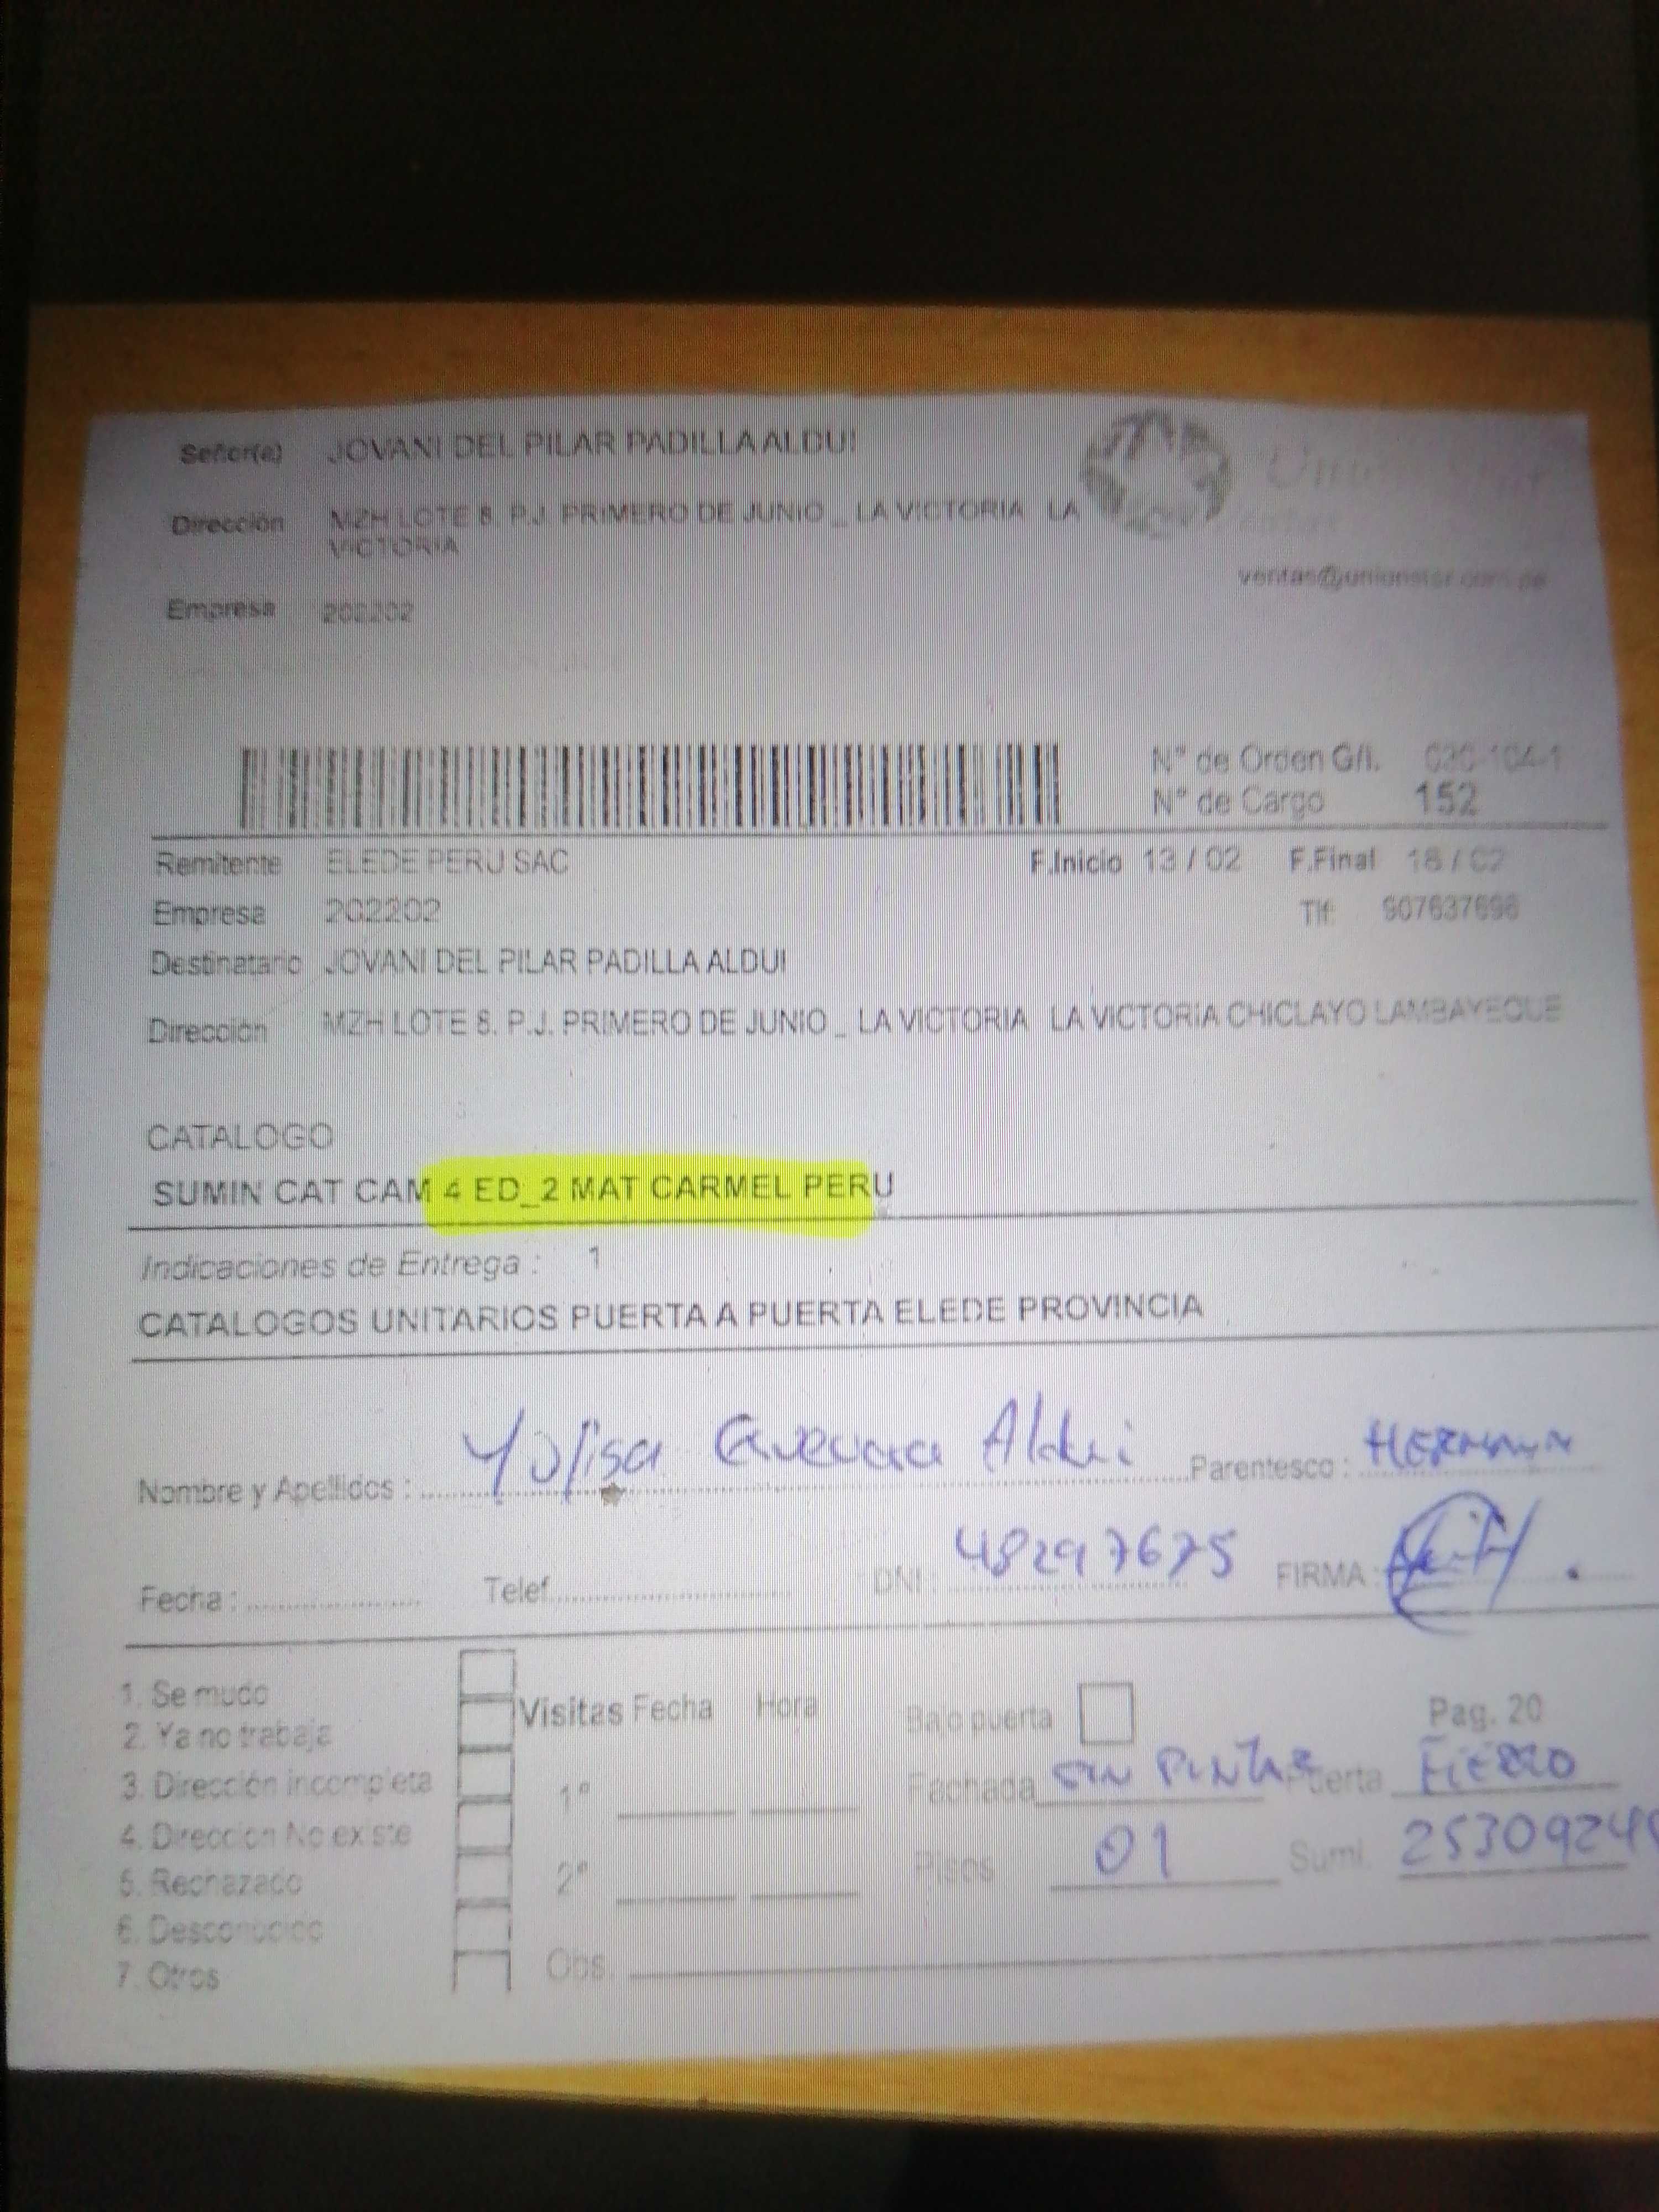 Señor(a) JOVANI DEL PILAR PADILLA ALDUI
Dirección MZH LOTE 8. P.J. PRIMERO DE JUNIO _ LA VICTORIA LA
VICTORIA
ventas@unionstar.com.pe
Empresa 202202
N° de Orden G/I.
N° de Cargo 152
Remitente ELEDE PERU SAC F.Inicio 13 / 02 F.Final 18 / 02
Empresa 202202 Tlf: 907637698
Destinatario JOVANI DEL PILAR PADILLA ALDUI
Dirección MZH LOTE 8. P.J. PRIMERO DE JUNIO _ LA VICTORIA LA VICTORIA CHICLAYO LAMBAYEQUE
CATALOGO
SUMIN CAT CAM 4 ED_2 MAT CARMEL PERU
Indicaciones de Entrega : 1
CATALOGOS UNITARIOS PUERTA A PUERTA ELEDE PROVINCIA
Nombre y Apellidos : Yulisa Guevara Aldui Parentesco :
Fecha : Telef. DNI: 48297675 FIRMA :
1. Se mudo
2. Ya no trabaja
3. Dirección incompleta
4. Dirección No existe
5. Rechazado
6. Desconocido
7. Otros
Visitas Fecha Hora
1°
2°
Obs.
Bajo puerta Pag. 20
Fachada SIN PINTAR Puerta FIERRO
Pisos 01 Sumi. 25309249